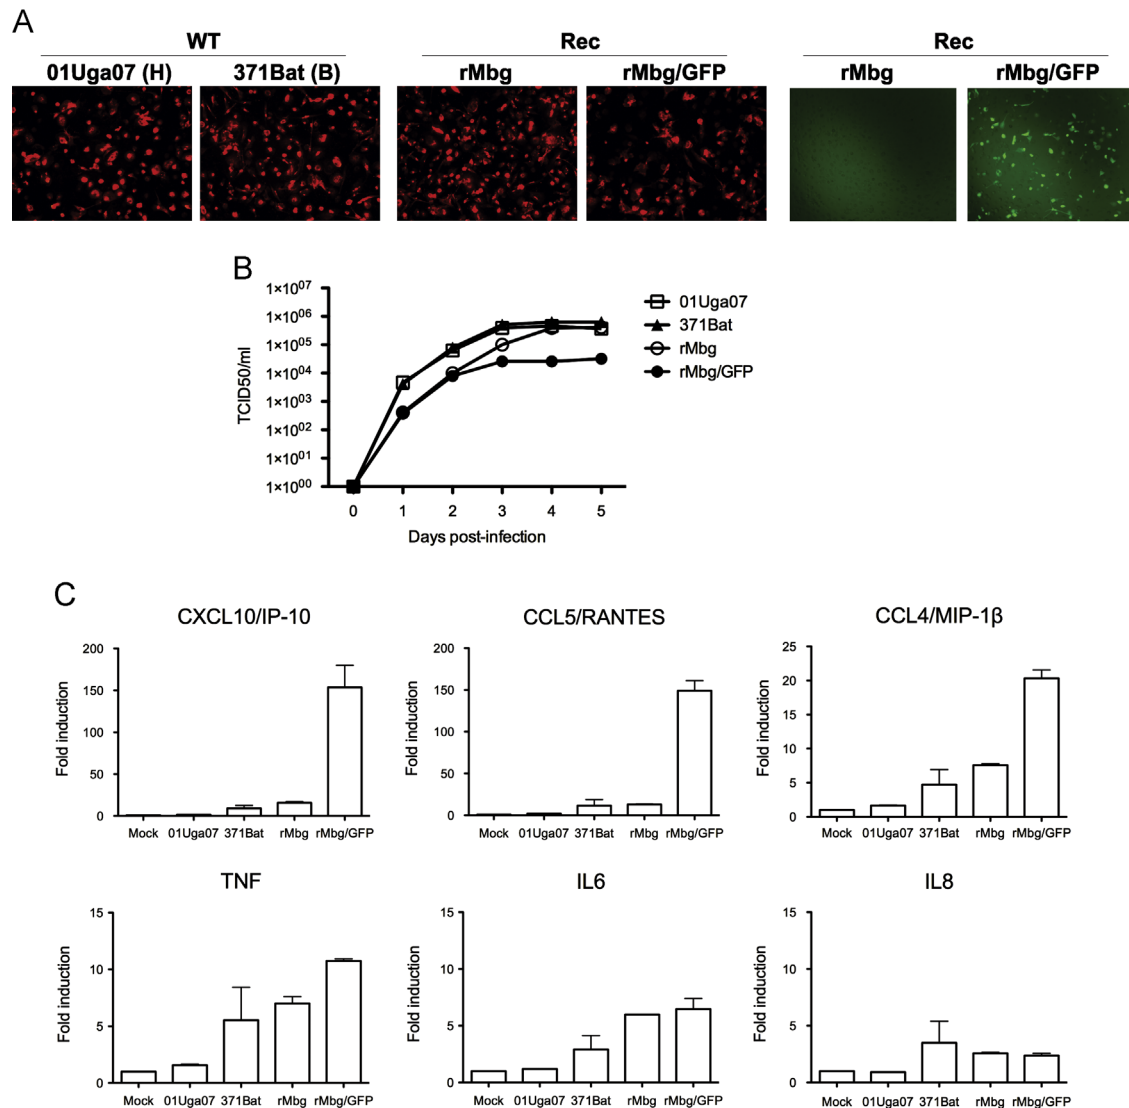 A
WT Rec Rec
01Uga07 (H) 371Bat (B) rMbg rMbg/GFP rMbg rMbg/GFP
B
1×10⁰⁷
1×10⁰⁶
1×10⁰⁵
1×10⁰⁴
1×10⁰³
1×10⁰²
1×10⁰¹
1×10⁰⁰
TCID50/ml
0 1 2 3 4 5
Days post-infection
01Uga07
371Bat
rMbg
rMbg/GFP
C
CXCL10/IP-10
Fold induction
200
150
100
50
0
Mock 01Uga07 371Bat rMbg rMbg/GFP
CCL5/RANTES
Fold induction
200
150
100
50
0
Mock 01Uga07 371Bat rMbg rMbg/GFP
CCL4/MIP-1β
Fold induction
25
20
15
10
5
0
Mock 01Uga07 371Bat rMbg rMbg/GFP
TNF
Fold induction
15
10
5
0
Mock 01Uga07 371Bat rMbg rMbg/GFP
IL6
Fold induction
15
10
5
0
Mock 01Uga07 371Bat rMbg rMbg/GFP
IL8
Fold induction
15
10
5
0
Mock 01Uga07 371Bat rMbg rMbg/GFP